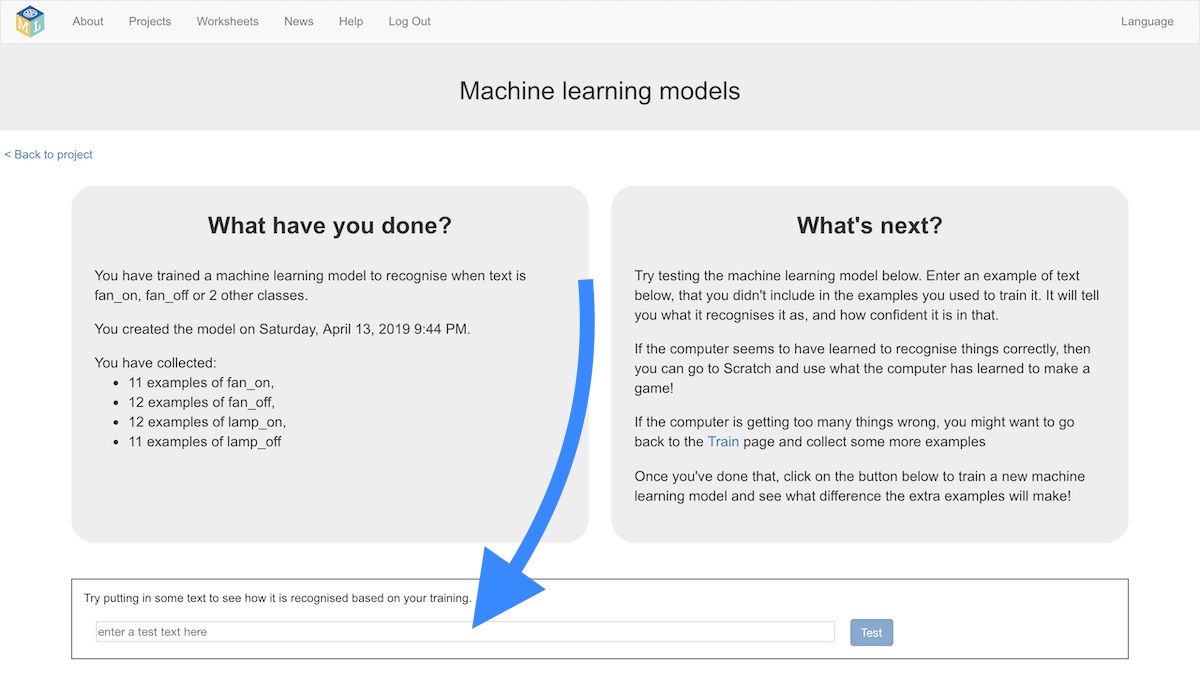 M L
About Projects Worksheets News Help Log Out Language
Machine learning models
< Back to project
What have you done?
You have trained a machine learning model to recognise when text is
fan_on, fan_off or 2 other classes.
You created the model on Saturday, April 13, 2019 9:44 PM.
You have collected:
• 11 examples of fan_on,
• 12 examples of fan_off,
• 12 examples of lamp_on,
• 11 examples of lamp_off
What's next?
Try testing the machine learning model below. Enter an example of text
below, that you didn't include in the examples you used to train it. It will tell
you what it recognises it as, and how confident it is in that.
If the computer seems to have learned to recognise things correctly, then
you can go to Scratch and use what the computer has learned to make a
game!
If the computer is getting too many things wrong, you might want to go
back to the Train page and collect some more examples
Once you've done that, click on the button below to train a new machine
learning model and see what difference the extra examples will make!
Try putting in some text to see how it is recognised based on your training.
enter a test text here
Test